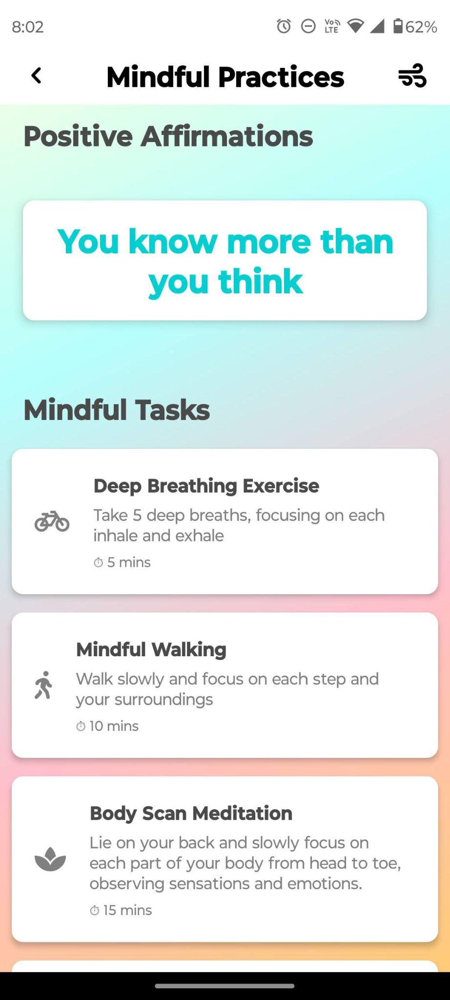 8:02
Vo
LTE
62%
Mindful Practices
Positive Affirmations
You know more than
you think
Mindful Tasks
Deep Breathing Exercise
Take 5 deep breaths, focusing on each
inhale and exhale
5 mins
Mindful Walking
Walk slowly and focus on each step and
your surroundings
10 mins
Body Scan Meditation
Lie on your back and slowly focus on
each part of your body from head to toe,
observing sensations and emotions.
15 mins